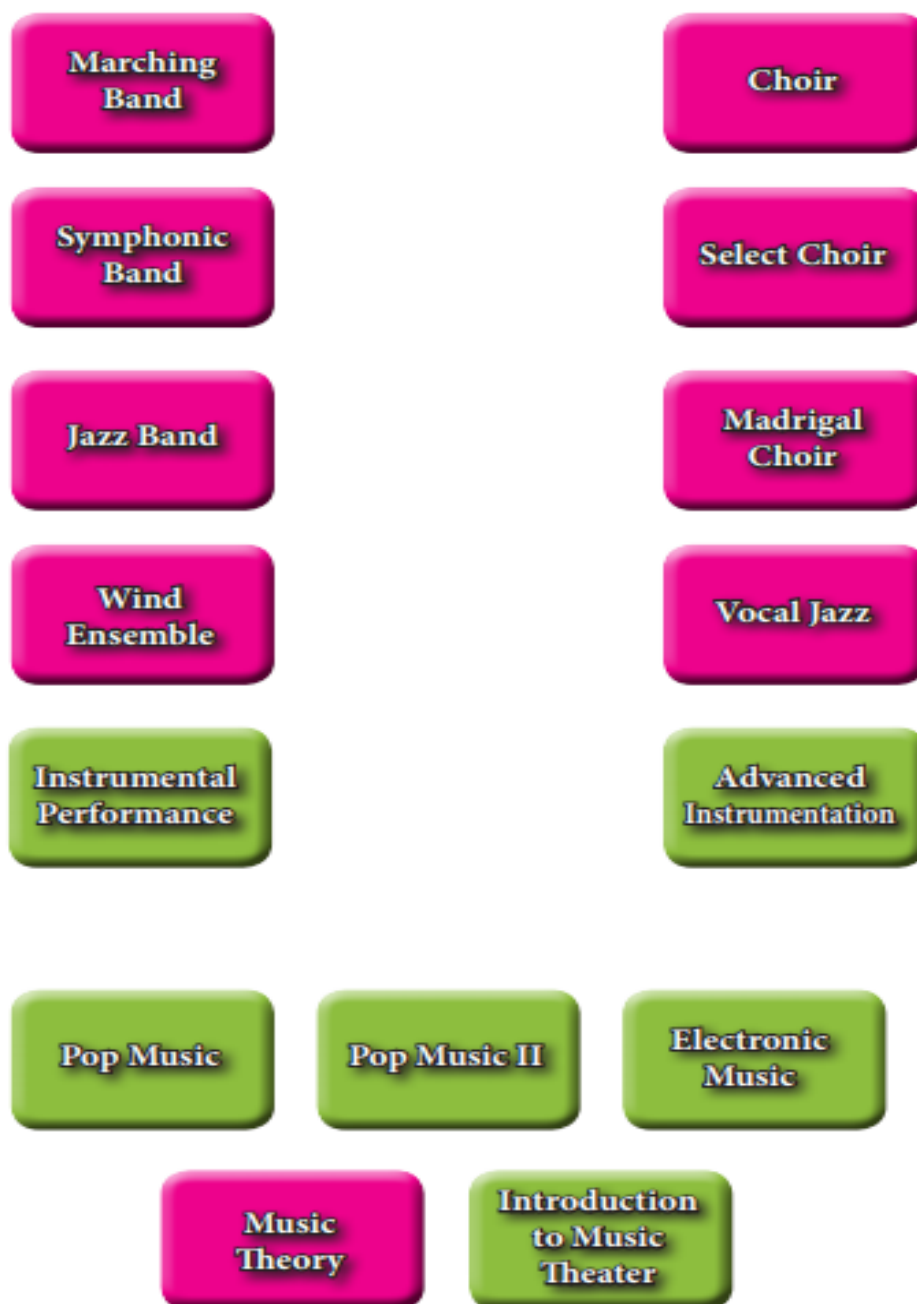 Marching
Band
Choir
Symphonic
Band
Select Choir
Jazz Band
Madrigal
Choir
Wind
Ensemble
Vocal Jazz
Instrumental
Performance
Advanced
Instrumentation
Pop Music
Pop Music II
Electronic
Music
Music
Theory
Introduction
to Music
Theater